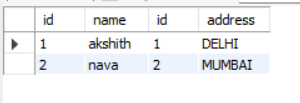 id name id address
1 akshith 1 DELHI
2 nava 2 MUMBAI